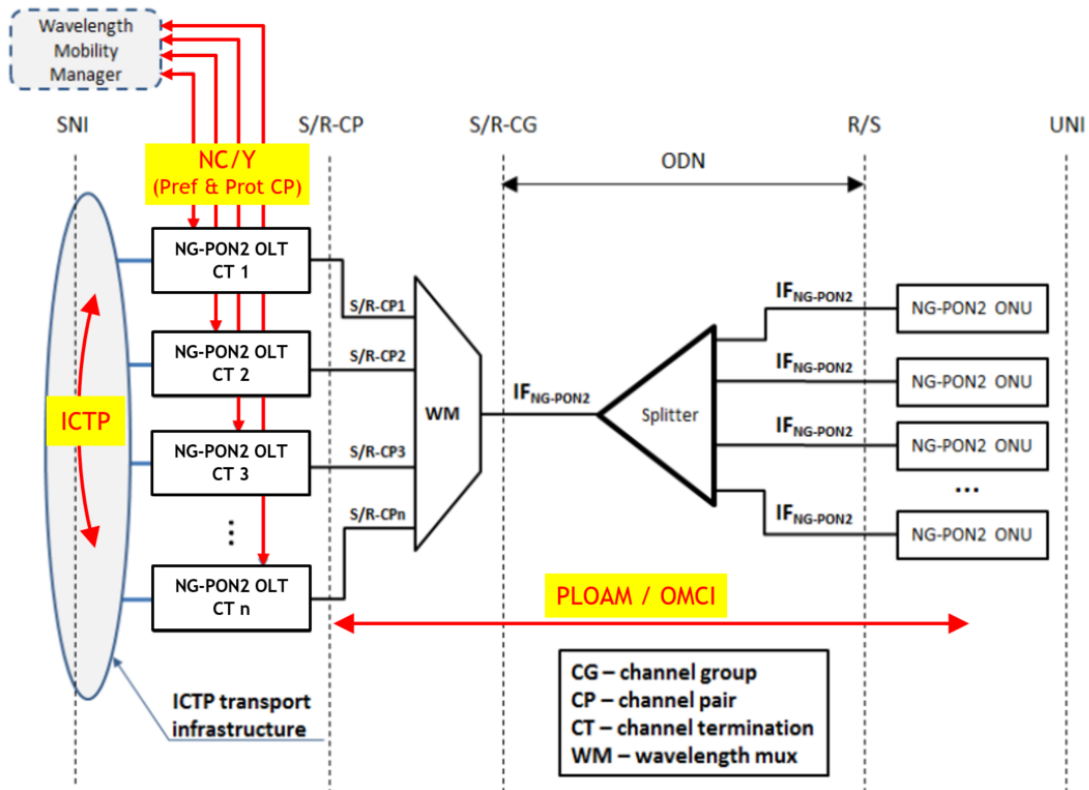 Wavelength
Mobility
Manager
SNI
S/R-CP
S/R-CG
R/S
UNI
NC/Y
(Pref & Prot CP)
ODN
NG-PON2 OLT
CT 1
S/R-CP1
IFNG-PON2
NG-PON2 ONU
NG-PON2 OLT
CT 2
S/R-CP2
IFNG-PON2
NG-PON2 ONU
ICTP
WM
IFNG-PON2
Splitter
NG-PON2 OLT
CT 3
S/R-CP3
IFNG-PON2
NG-PON2 ONU
...
...
S/R-CPn
IFNG-PON2
NG-PON2 ONU
NG-PON2 OLT
CT n
PLOAM / OMCI
ICTP transport
infrastructure
CG – channel group
CP – channel pair
CT – channel termination
WM – wavelength mux